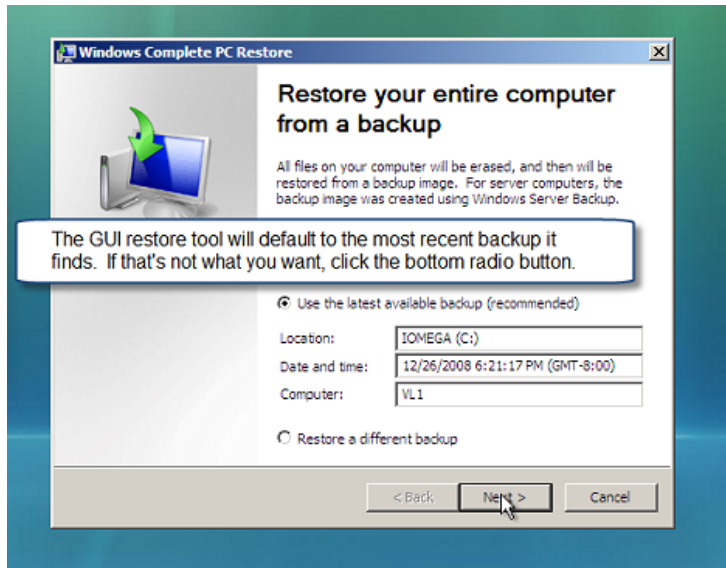 Windows Complete PC Restore
Restore your entire computer
from a backup
All files on your computer will be erased, and then will be
restored from a backup image. For server computers, the
backup image was created using Windows Server Backup.
The GUI restore tool will default to the most recent backup it
finds. If that's not what you want, click the bottom radio button.
Use the latest available backup (recommended)
Location: IOMEGA (C:)
Date and time: 12/26/2008 6:21:17 PM (GMT-8:00)
Computer: VL1
Restore a different backup
< Back Next > Cancel